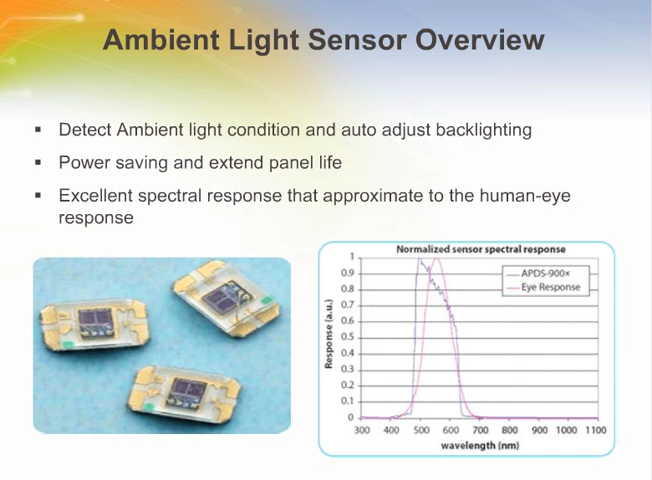 Ambient Light Sensor Overview
▪ Detect Ambient light condition and auto adjust backlighting
▪ Power saving and extend panel life
▪ Excellent spectral response that approximate to the human-eye
response
Normalized sensor spectral response
1
0.9
0.8
0.7
0.6
0.5
0.4
0.3
0.2
0.1
0
Response (a.u.)
APDS-900×
Eye Response
300 400 500 600 700 800 900 1000 1100
wavelength (nm)